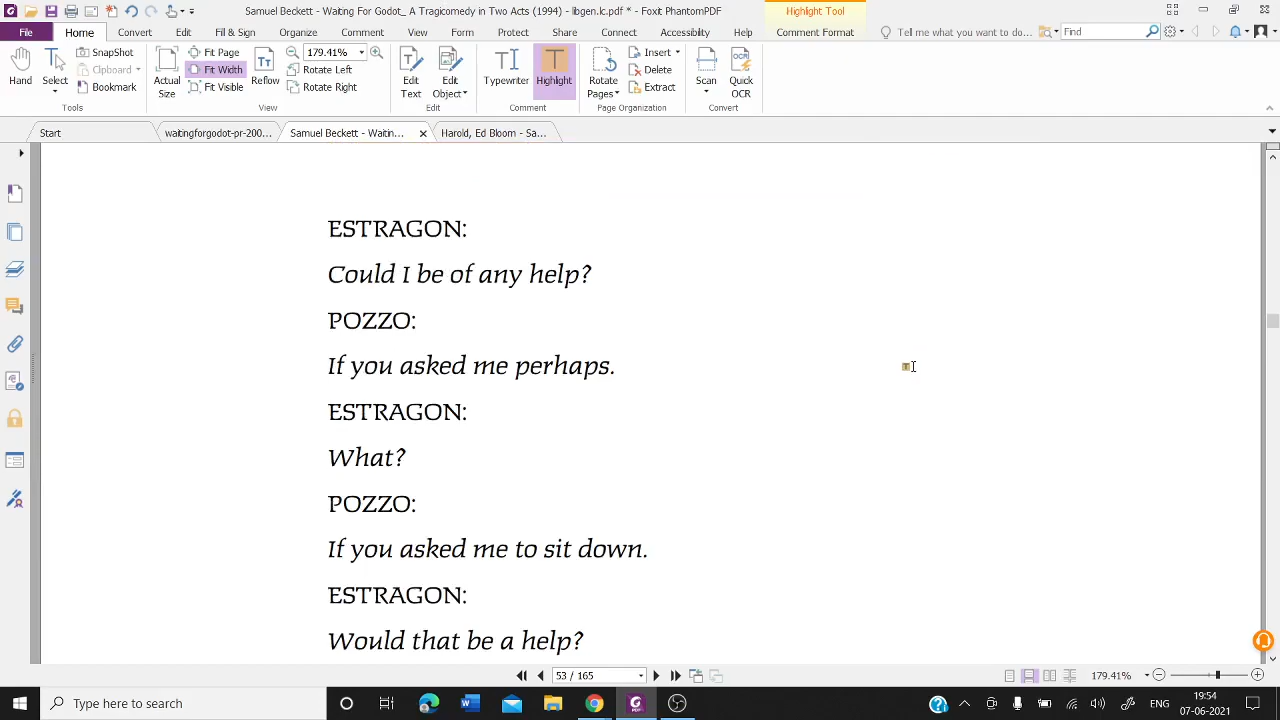 Samuel Beckett - Waiting For Godot_ A Tragicomedy in Two Acts (1994) - libgen.lc.pdf * - Foxit PhantomPDF
Highlight Tool
File Home Convert Edit Fill & Sign Organize Comment View Form Protect Share Connect Accessibility Help Comment Format Tell me what you want to do... Find
Hand
Select
SnapShot
Clipboard
Bookmark
Tools
Actual Size
Fit Page
Fit Width
Fit Visible
Reflow
179.41%
Rotate Left
Rotate Right
View
Edit Text
Edit Object
Edit
Typewriter
Highlight
Comment
Rotate Pages
Insert
Delete
Extract
Page Organization
Scan
Quick OCR
Convert
Start
waitingforgodot-pr-200...
Samuel Beckett - Waitin...
Harold, Ed Bloom - Sa...
ESTRAGON:
Could I be of any help?
POZZO:
If you asked me perhaps.
ESTRAGON:
What?
POZZO:
If you asked me to sit down.
ESTRAGON:
Would that be a help?
53 / 165
179.41%
Type here to search
ENG
19:54
07-06-2021